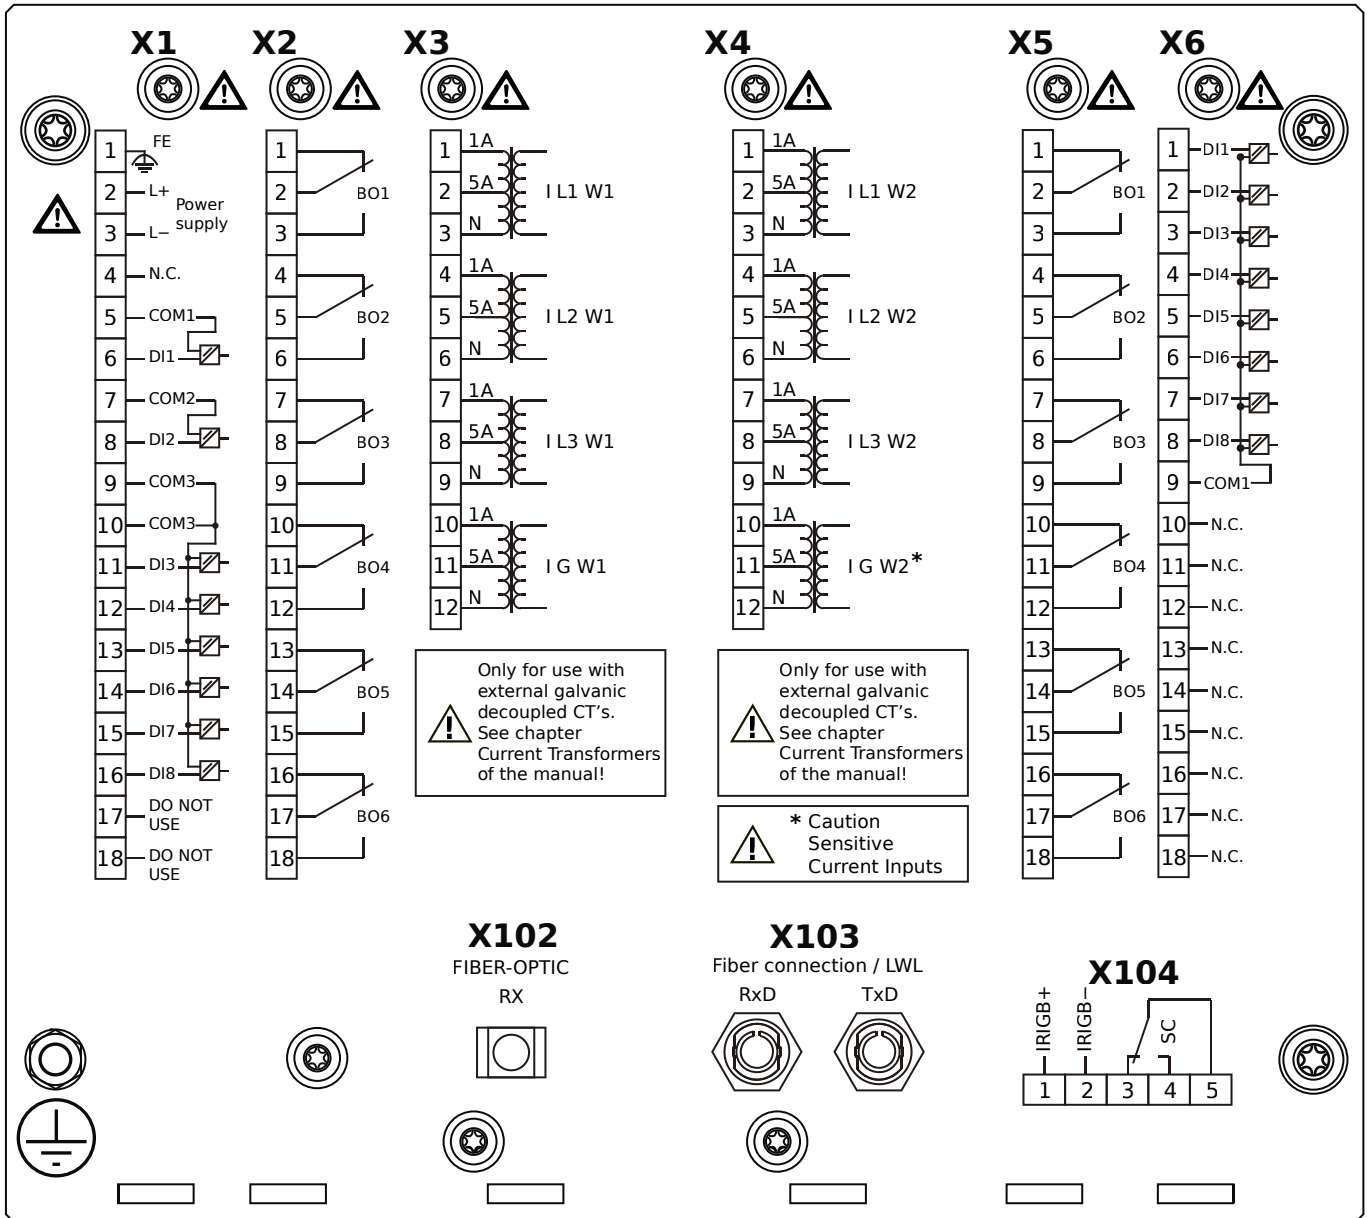 X1 X2 X3 X4 X5 X6
1 FE
2 L+
Power
supply
3 L−
4 N.C.
5 COM1
6 DI1
7 COM2
8 DI2
9 COM3
10 COM3
11 DI3
12 DI4
13 DI5
14 DI6
15 DI7
16 DI8
17 DO NOT
USE
18 DO NOT
USE
1
2 BO1
3
4
5 BO2
6
7
8 BO3
9
10
11 BO4
12
13
14 BO5
15
16
17 BO6
18
1 1A
2 5A I L1 W1
3 N
4 1A
5 5A I L2 W1
6 N
7 1A
8 5A I L3 W1
9 N
10 1A
11 5A I G W1
12 N
Only for use with
external galvanic
decoupled CT's.
See chapter
Current Transformers
of the manual!
1 1A
2 5A I L1 W2
3 N
4 1A
5 5A I L2 W2
6 N
7 1A
8 5A I L3 W2
9 N
10 1A
11 5A I G W2*
12 N
Only for use with
external galvanic
decoupled CT's.
See chapter
Current Transformers
of the manual!
* Caution
Sensitive
Current Inputs
1
2 BO1
3
4
5 BO2
6
7
8 BO3
9
10
11 BO4
12
13
14 BO5
15
16
17 BO6
18
1 DI1
2 DI2
3 DI3
4 DI4
5 DI5
6 DI6
7 DI7
8 DI8
9 COM1
10 N.C.
11 N.C.
12 N.C.
13 N.C.
14 N.C.
15 N.C.
16 N.C.
17 N.C.
18 N.C.
X102
FIBER-OPTIC
RX
X103
Fiber connection / LWL
RxD TxD
X104
IRIGB+ IRIGB− SC
1 2 3 4 5